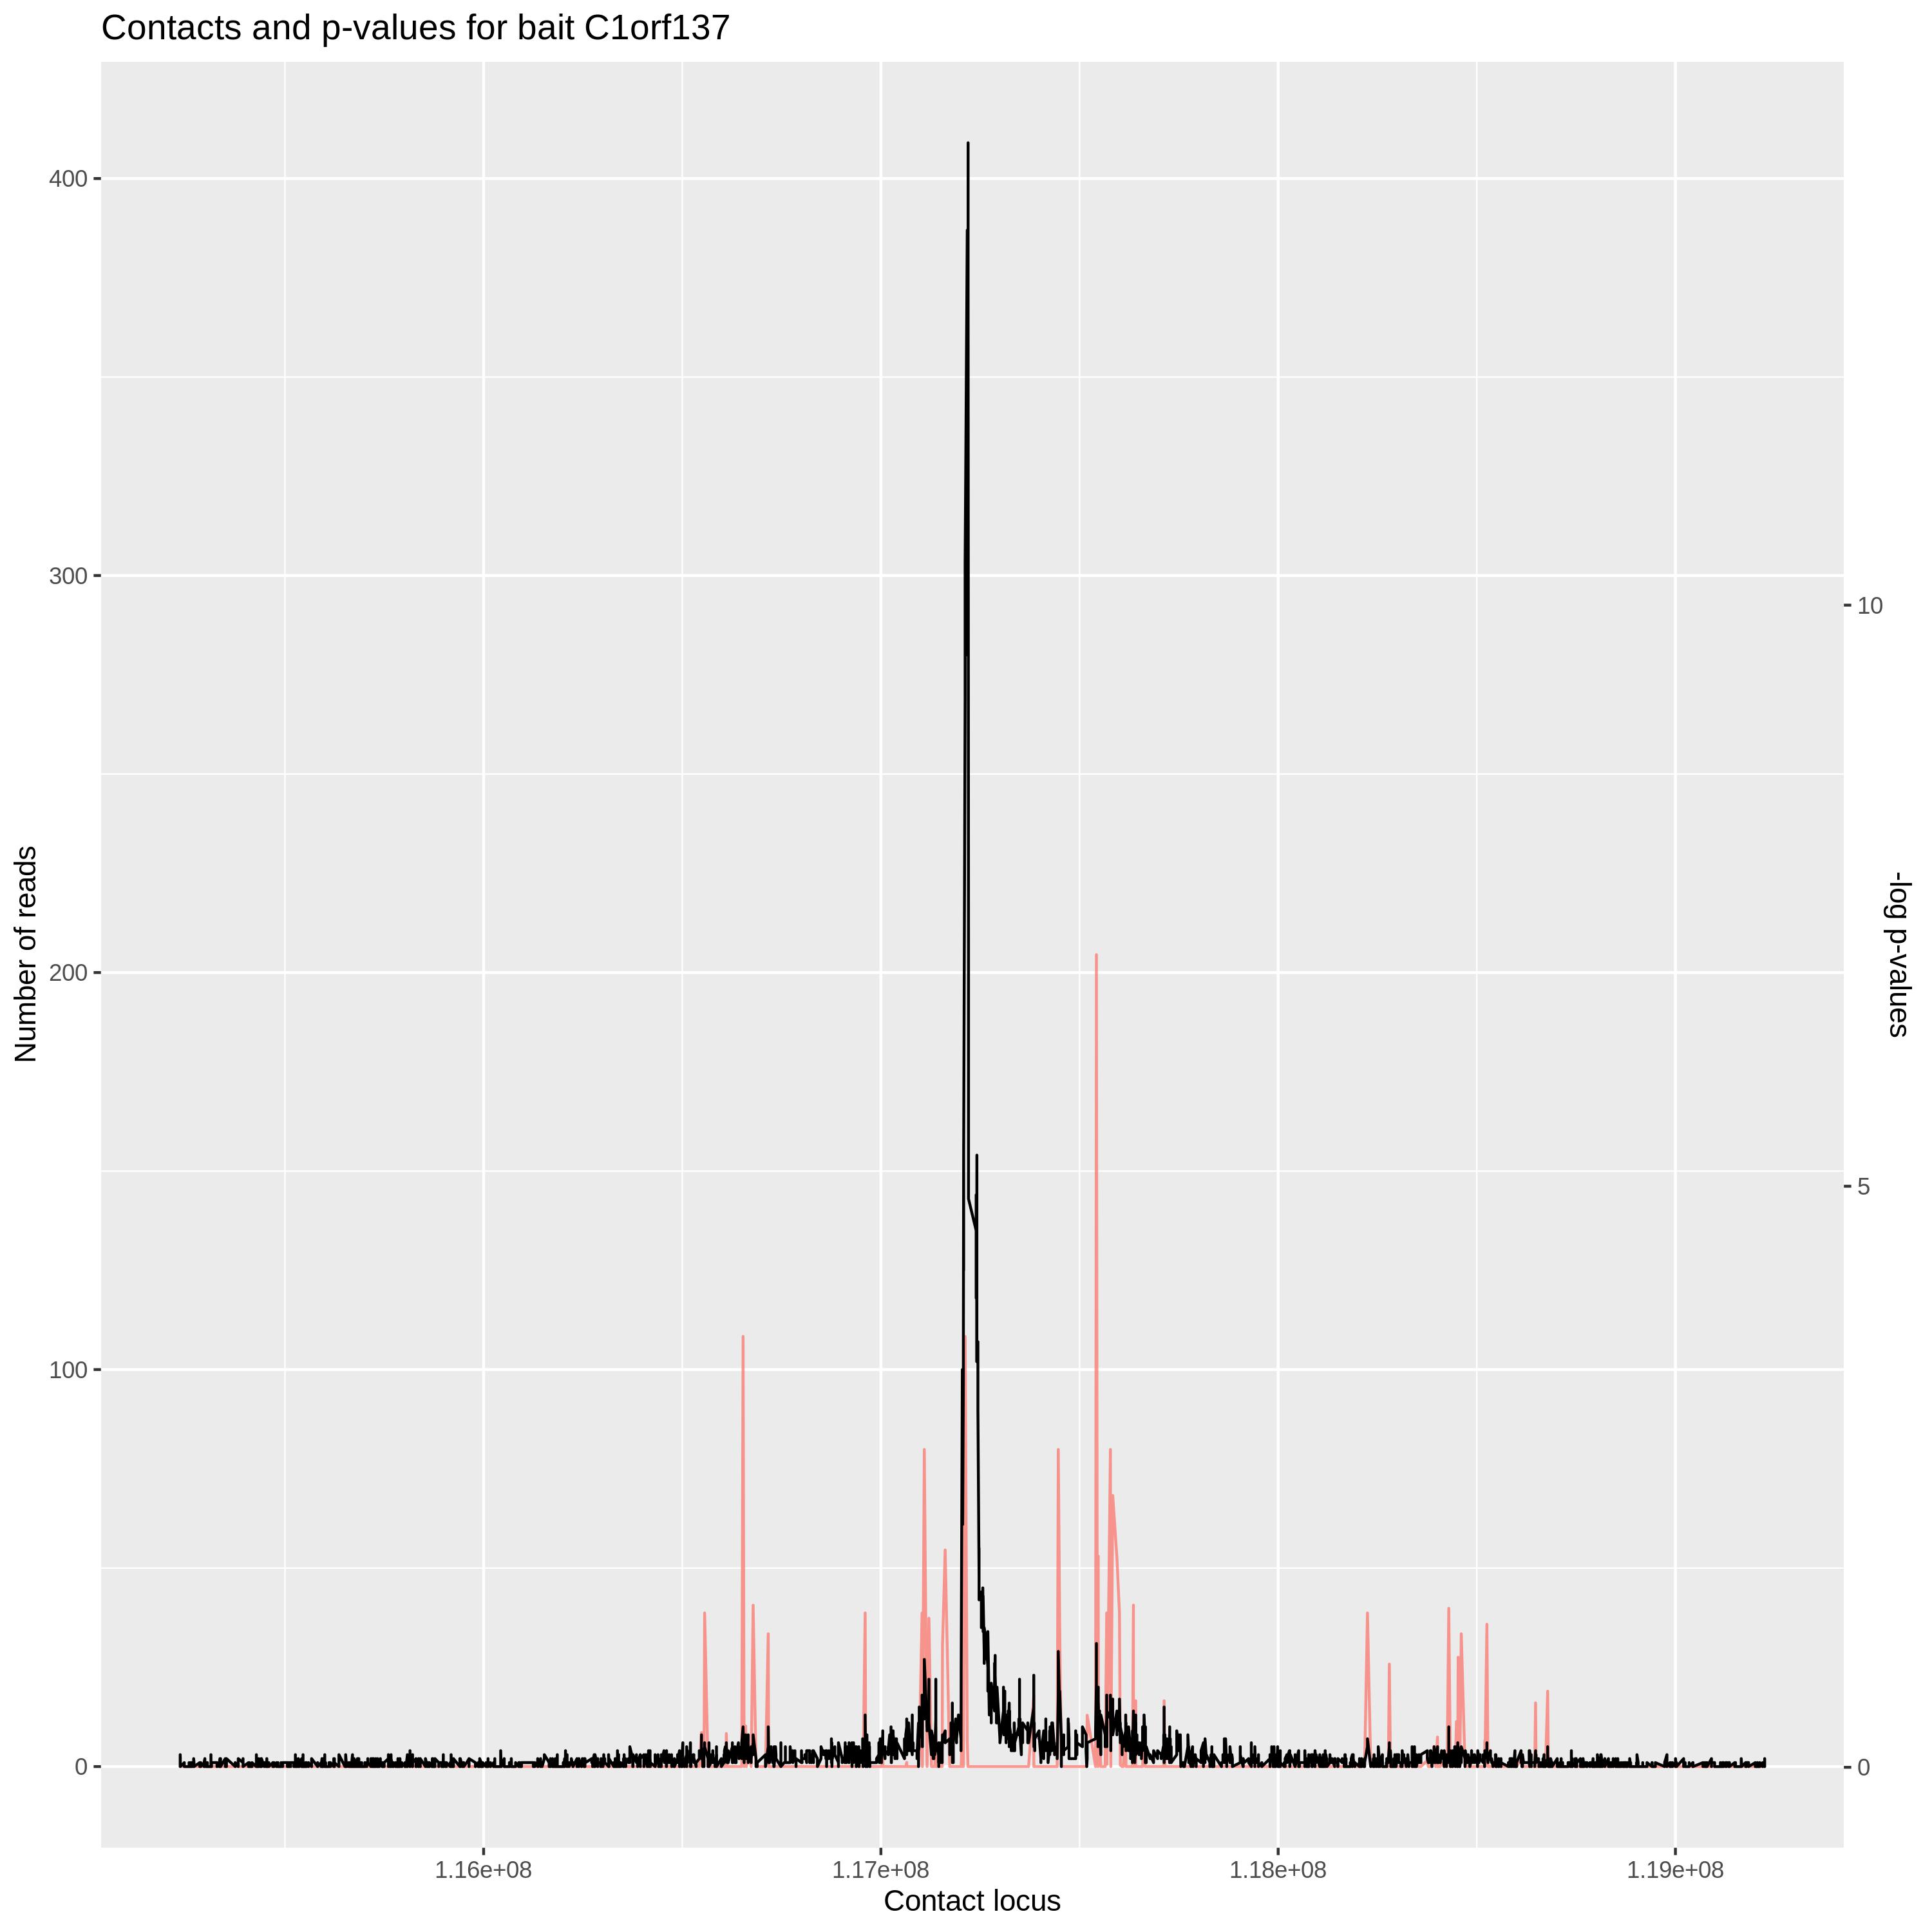 Contacts and p-values for bait C1orf137
400
300
200
100
0
Number of reads
10
5
0
-log p-values
1.16e+08
1.17e+08
1.18e+08
1.19e+08
Contact locus